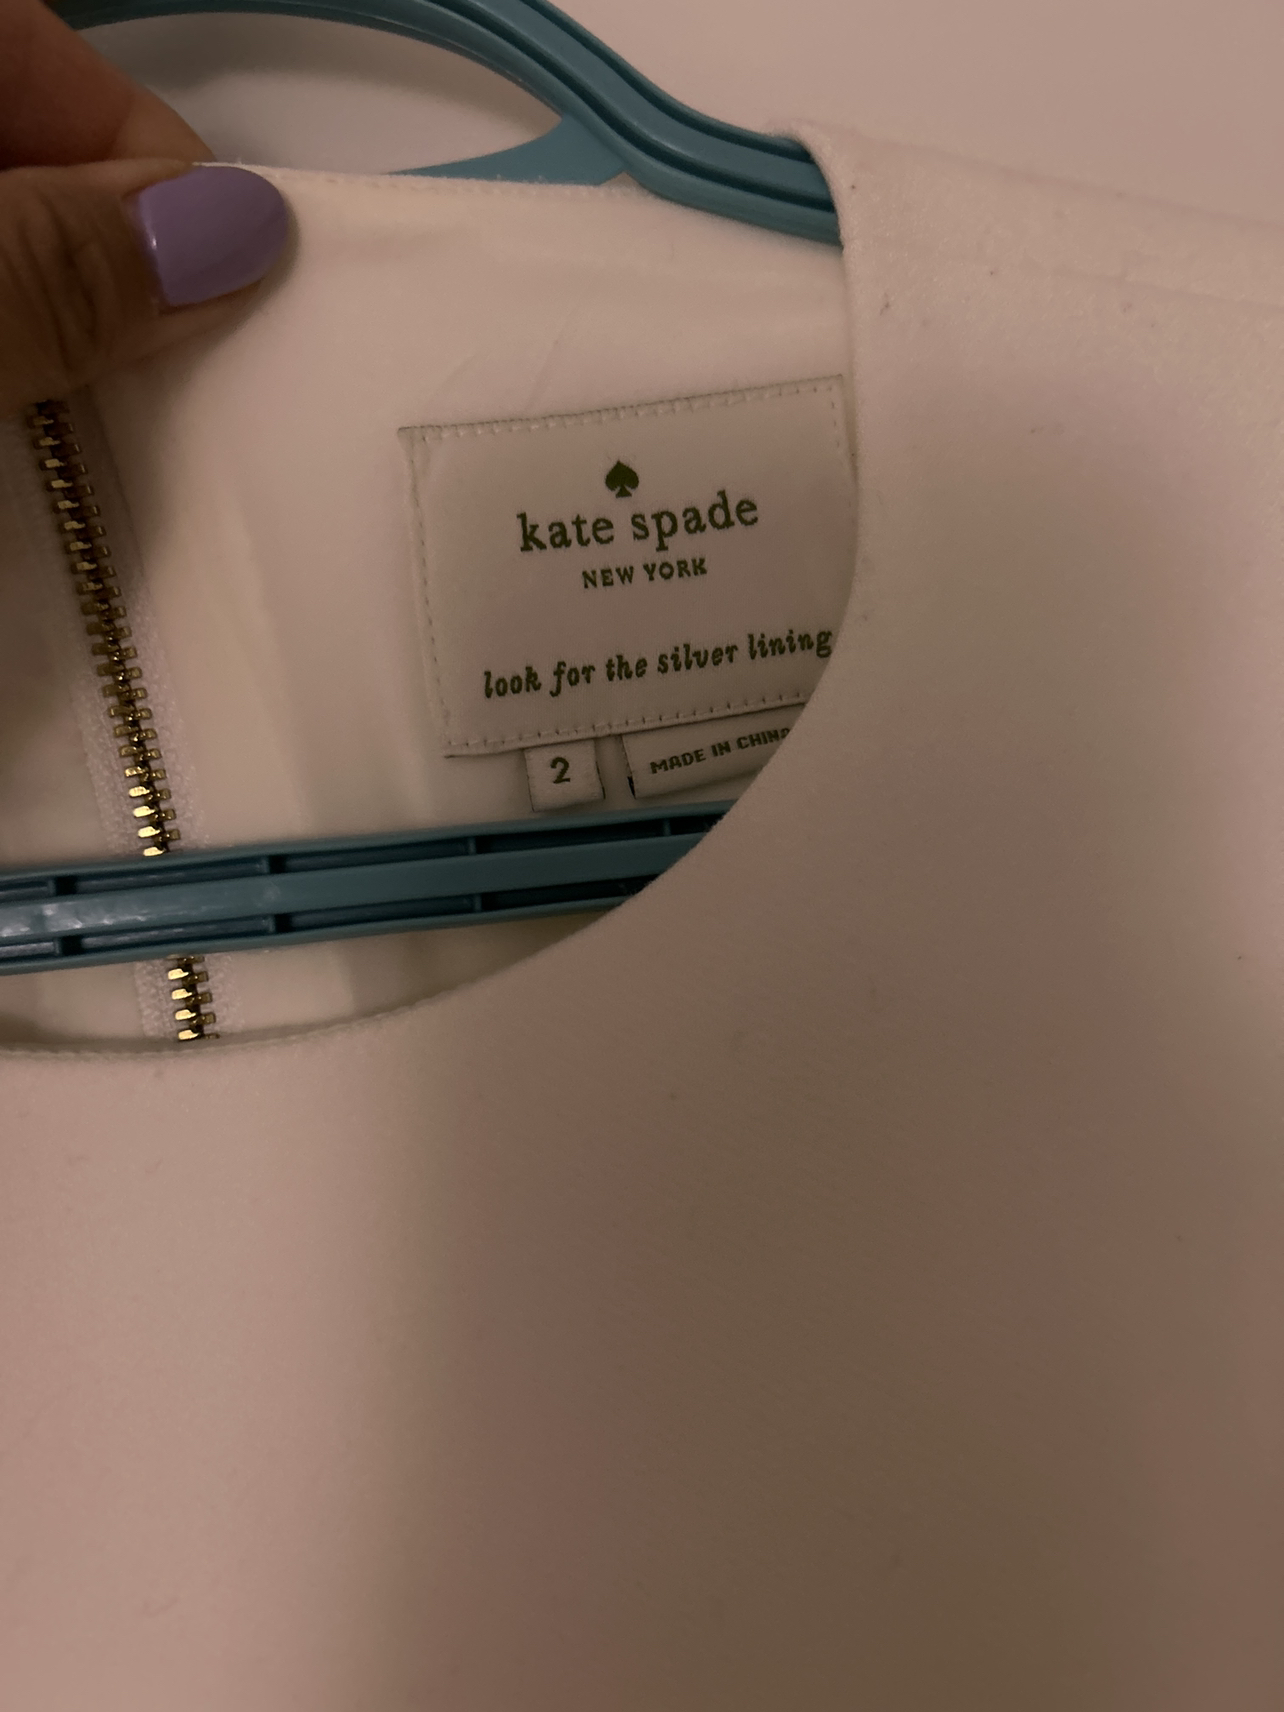 kate spade
NEW YORK
look for the silver lining
2
MADE IN CHINA